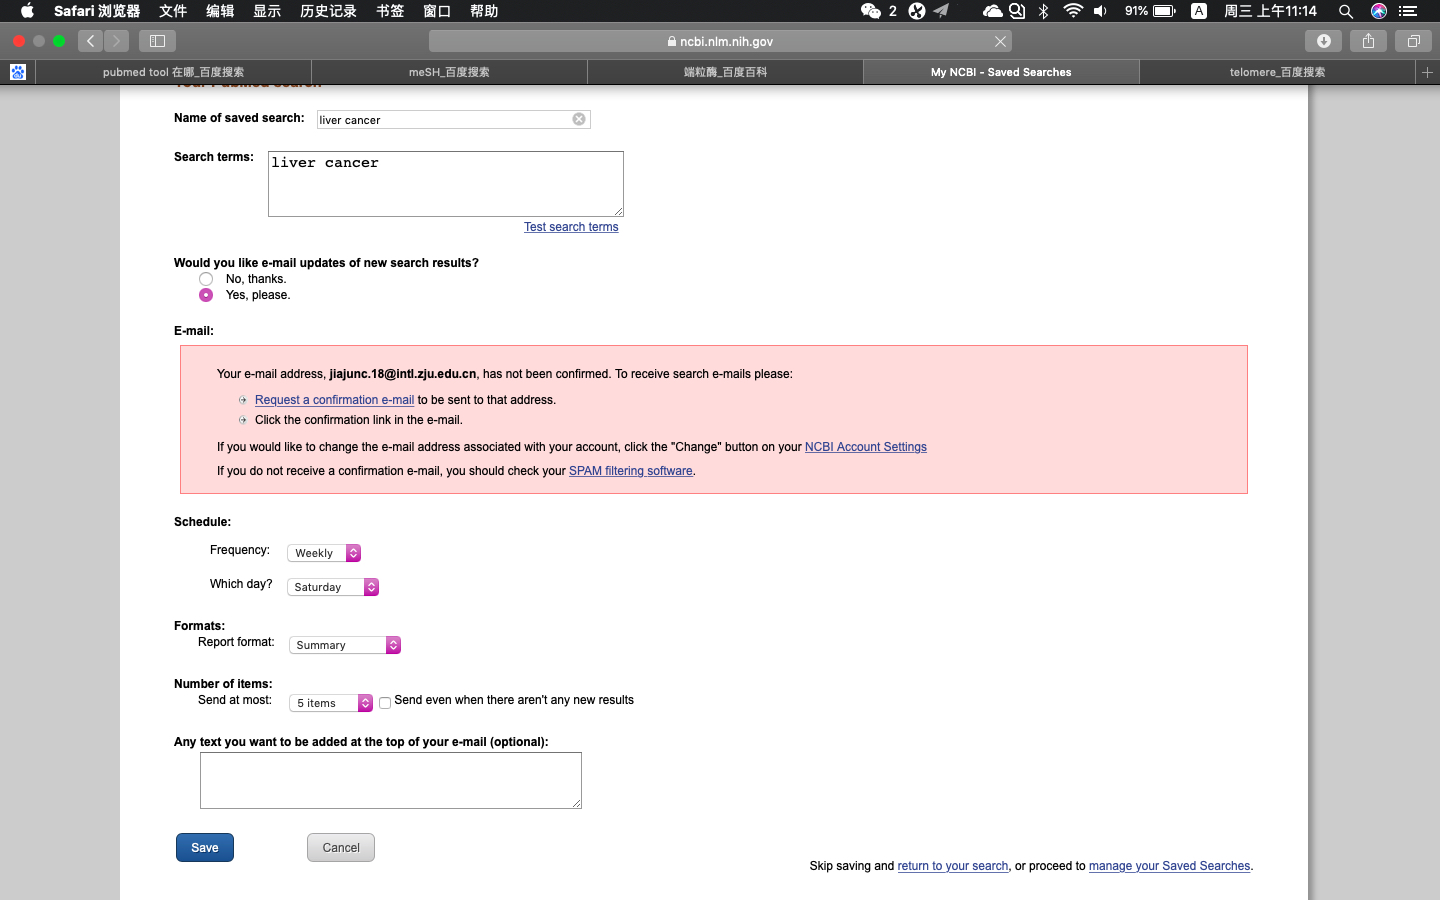 Safari 浏览器 文件 编辑 显示 历史记录 书签 窗口 帮助 2 91% A 周三 上午11:14
ncbi.nlm.nih.gov
pubmed tool 在哪_百度搜索 meSH_百度搜索 端粒酶_百度百科 My NCBI - Saved Searches telomere_百度搜索
Your PubMed search
Name of saved search: liver cancer
Search terms: liver cancer
Test search terms
Would you like e-mail updates of new search results?
No, thanks.
Yes, please.
E-mail:
Your e-mail address, jiajunc.18@intl.zju.edu.cn, has not been confirmed. To receive search e-mails please:
Request a confirmation e-mail to be sent to that address.
Click the confirmation link in the e-mail.
If you would like to change the e-mail address associated with your account, click the "Change" button on your NCBI Account Settings
If you do not receive a confirmation e-mail, you should check your SPAM filtering software.
Schedule:
Frequency: Weekly
Which day? Saturday
Formats:
Report format: Summary
Number of items:
Send at most: 5 items Send even when there aren't any new results
Any text you want to be added at the top of your e-mail (optional):
Save Cancel
Skip saving and return to your search, or proceed to manage your Saved Searches.